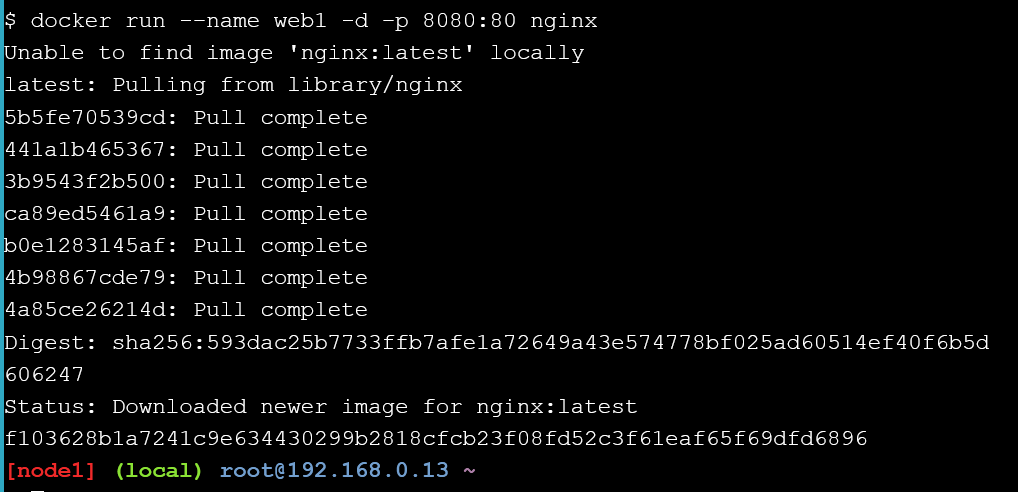 $ docker run --name web1 -d -p 8080:80 nginx
Unable to find image 'nginx:latest' locally
latest: Pulling from library/nginx
5b5fe70539cd: Pull complete
441a1b465367: Pull complete
3b9543f2b500: Pull complete
ca89ed5461a9: Pull complete
b0e1283145af: Pull complete
4b98867cde79: Pull complete
4a85ce26214d: Pull complete
Digest: sha256:593dac25b7733ffb7afe1a72649a43e574778bf025ad60514ef40f6b5d
606247
Status: Downloaded newer image for nginx:latest
f103628b1a7241c9e634430299b2818cfcb23f08fd52c3f61eaf65f69dfd6896
[node1] (local) root@192.168.0.13 ~